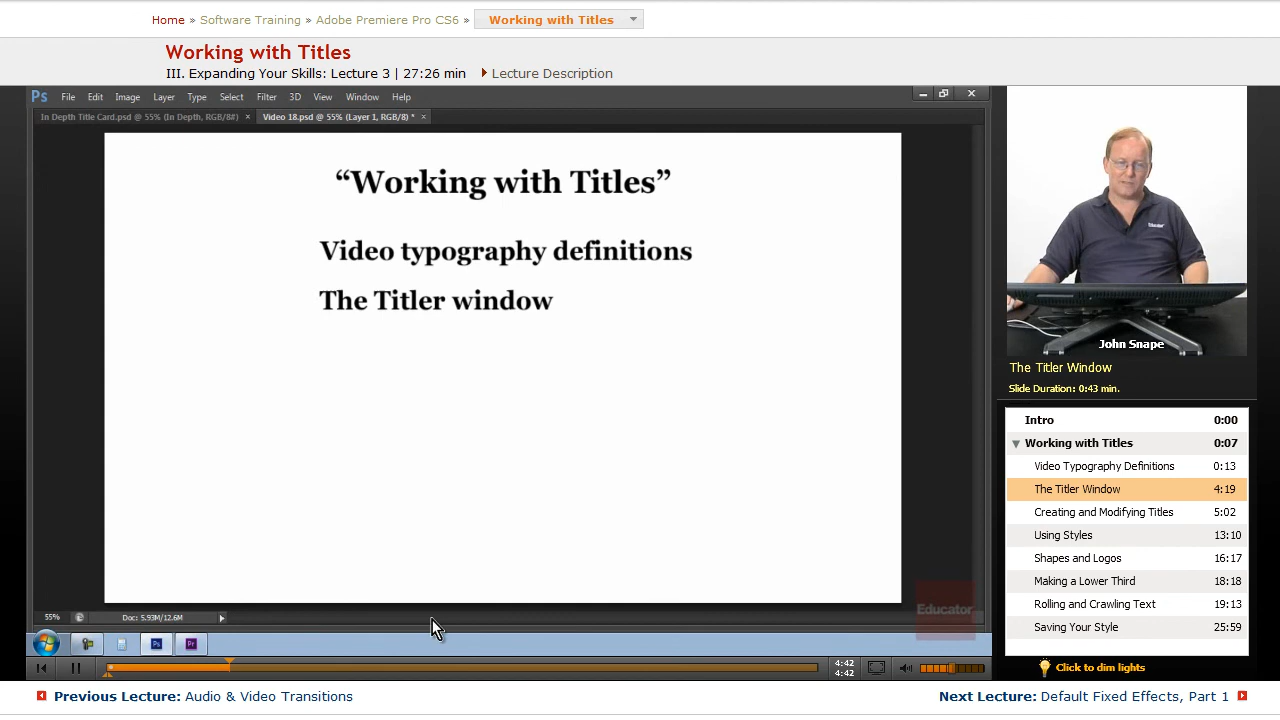 Home » Software Training » Adobe Premiere Pro CS6 » Working with Titles
Working with Titles
III. Expanding Your Skills: Lecture 3 | 27:26 min Lecture Description
Ps File Edit Image Layer Type Select Filter 3D View Window Help
In Depth Title Card.psd @ 55% (In Depth, RGB/8#) × Video 18.psd @ 55% (Layer 1, RGB/8) * ×
“Working with Titles”
Video typography definitions
The Titler window
John Snape
The Titler Window
Slide Duration: 0:43 min.
Intro 0:00
Working with Titles 0:07
Video Typography Definitions 0:13
The Titler Window 4:19
Creating and Modifying Titles 5:02
Using Styles 13:10
Shapes and Logos 16:17
Making a Lower Third 18:18
Rolling and Crawling Text 19:13
Saving Your Style 25:59
Educator
55% Doc: 5.93M/12.6M
Ps Pr
4:42
4:42
Click to dim lights
Previous Lecture: Audio & Video Transitions
Next Lecture: Default Fixed Effects, Part 1